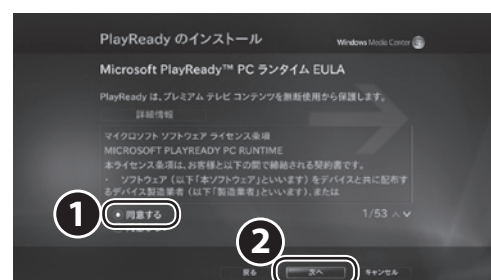 PlayReady のインストール
Windows Media Center
Microsoft PlayReady™ PC ランタイム EULA
PlayReady は、プレミアム テレビ コンテンツを無断使用から保護します。
詳細情報
マイクロソフト ソフトウェア ライセンス条項
MICROSOFT PLAYREADY PC RUNTIME
本ライセンス条項は、お客様と以下の間で締結される契約書です。
・ ソフトウェア (以下「本ソフトウェア」といいます) をデバイスと共に配布す
るデバイス製造業者 (以下「製造業者」といいます)、または
1
同意する
1/53
2
戻る
次へ
キャンセル